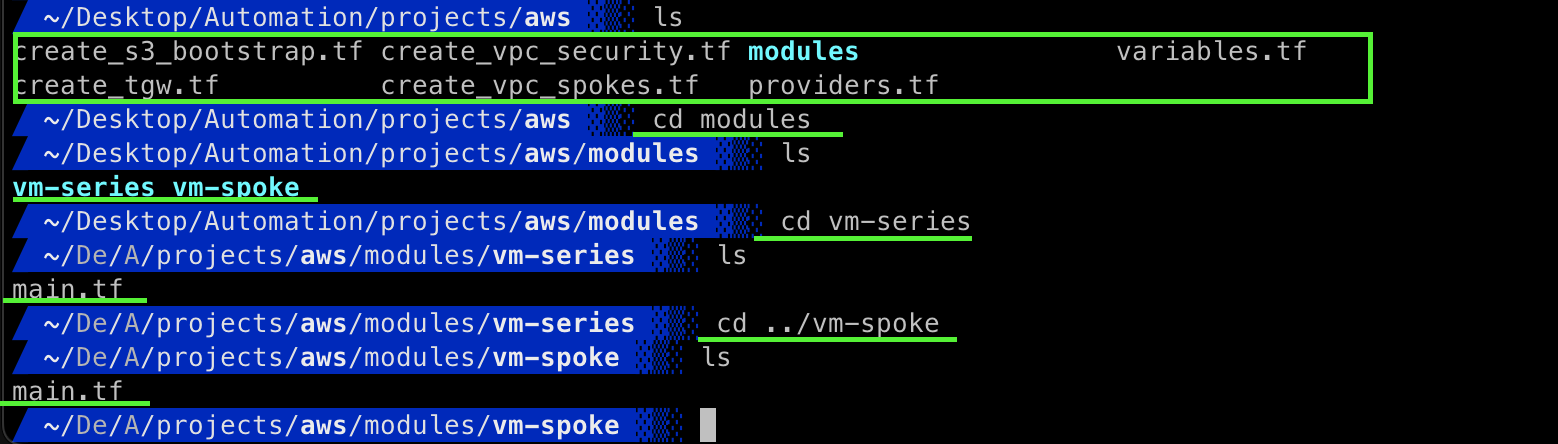 ~/Desktop/Automation/projects/aws ls
create_s3_bootstrap.tf create_vpc_security.tf modules variables.tf
create_tgw.tf create_vpc_spokes.tf providers.tf
~/Desktop/Automation/projects/aws cd modules
~/Desktop/Automation/projects/aws/modules ls
vm-series vm-spoke
~/Desktop/Automation/projects/aws/modules cd vm-series
~/De/A/projects/aws/modules/vm-series ls
main.tf
~/De/A/projects/aws/modules/vm-series cd ../vm-spoke
~/De/A/projects/aws/modules/vm-spoke ls
main.tf
~/De/A/projects/aws/modules/vm-spoke